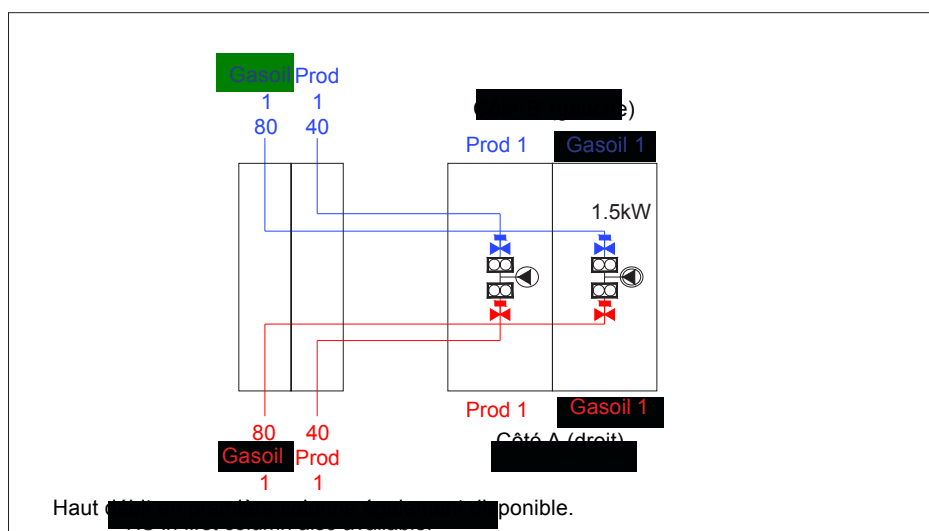 Gasoil Prod
1 1
80 40
e)
Prod 1 Gasoil 1
1.5kW
Prod 1 Gasoil 1
80 40
Côté A (droit)
Gasoil Prod
1 1
Haut disponible.